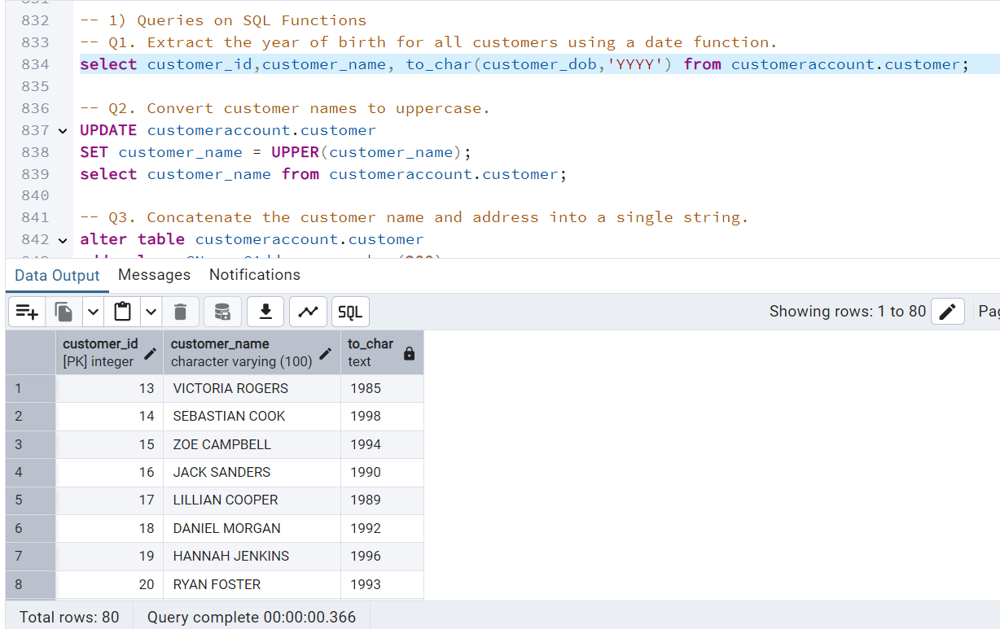 832 -- 1) Queries on SQL Functions
833 -- Q1. Extract the year of birth for all customers using a date function.
834 select customer_id,customer_name, to_char(customer_dob,'YYYY') from customeraccount.customer;
835
836 -- Q2. Convert customer names to uppercase.
837 UPDATE customeraccount.customer
838 SET customer_name = UPPER(customer_name);
839 select customer_name from customeraccount.customer;
840
841 -- Q3. Concatenate the customer name and address into a single string.
842 alter table customeraccount.customer
Data Output Messages Notifications
SQL Showing rows: 1 to 80
customer_id customer_name to_char
[PK] integer character varying (100) text
1 13 VICTORIA ROGERS 1985
2 14 SEBASTIAN COOK 1998
3 15 ZOE CAMPBELL 1994
4 16 JACK SANDERS 1990
5 17 LILLIAN COOPER 1989
6 18 DANIEL MORGAN 1992
7 19 HANNAH JENKINS 1996
8 20 RYAN FOSTER 1993
Total rows: 80 Query complete 00:00:00.366